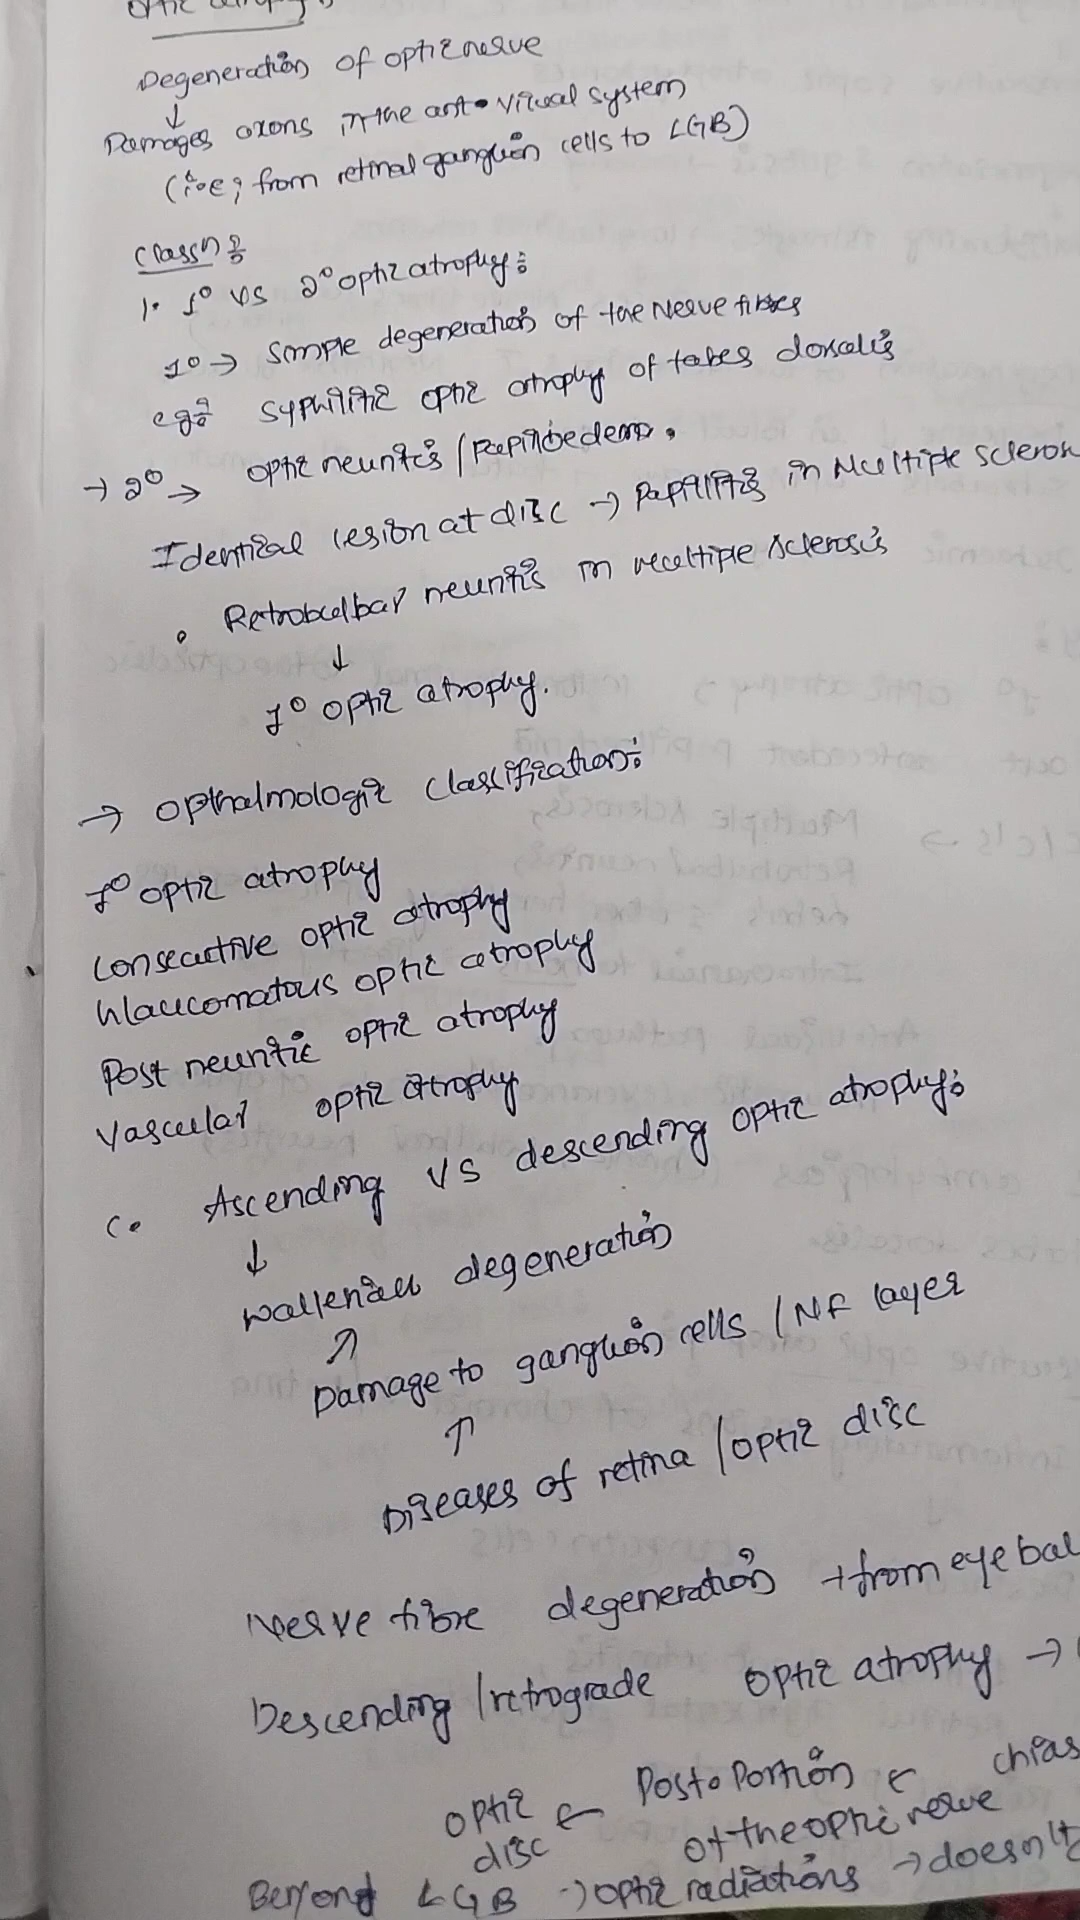 optic atrophy:
Degeneration of optic nerve
↓
Damages axons in the ant. visual system
(i.e; from retinal ganglion cells to LGB)
Classn:
1. 1° VS 2° optic atrophy:
1° → Simple degeneration of the Nerve fibres
eg: syphilitic optic atrophy of tabes dorsalis
→ 2° → optic neuritis / papilloedema.
Identical lesion at disc → papillitis in Multiple Scleros
• Retrobulbar neuritis in multiple sclerosis
↓
1° optic atrophy.
→ Opthalmologic classification:
1° optic atrophy
Consecutive optic atrophy
Glaucomatous optic atrophy
Post neuritic optic atrophy
Vascular optic atrophy
C. Ascending VS descending optic atrophy:
↓
Wallerian degeneration
↑
Damage to ganglion cells / NF layer
↑
Diseases of retina / optic disc
Nerve fibre degeneration + from eye bal
Descending / retrograde optic atrophy →
optic disc ← Post. Portion of the optic nerve ← chias
Beyond LGB → optic radiations → doesn't